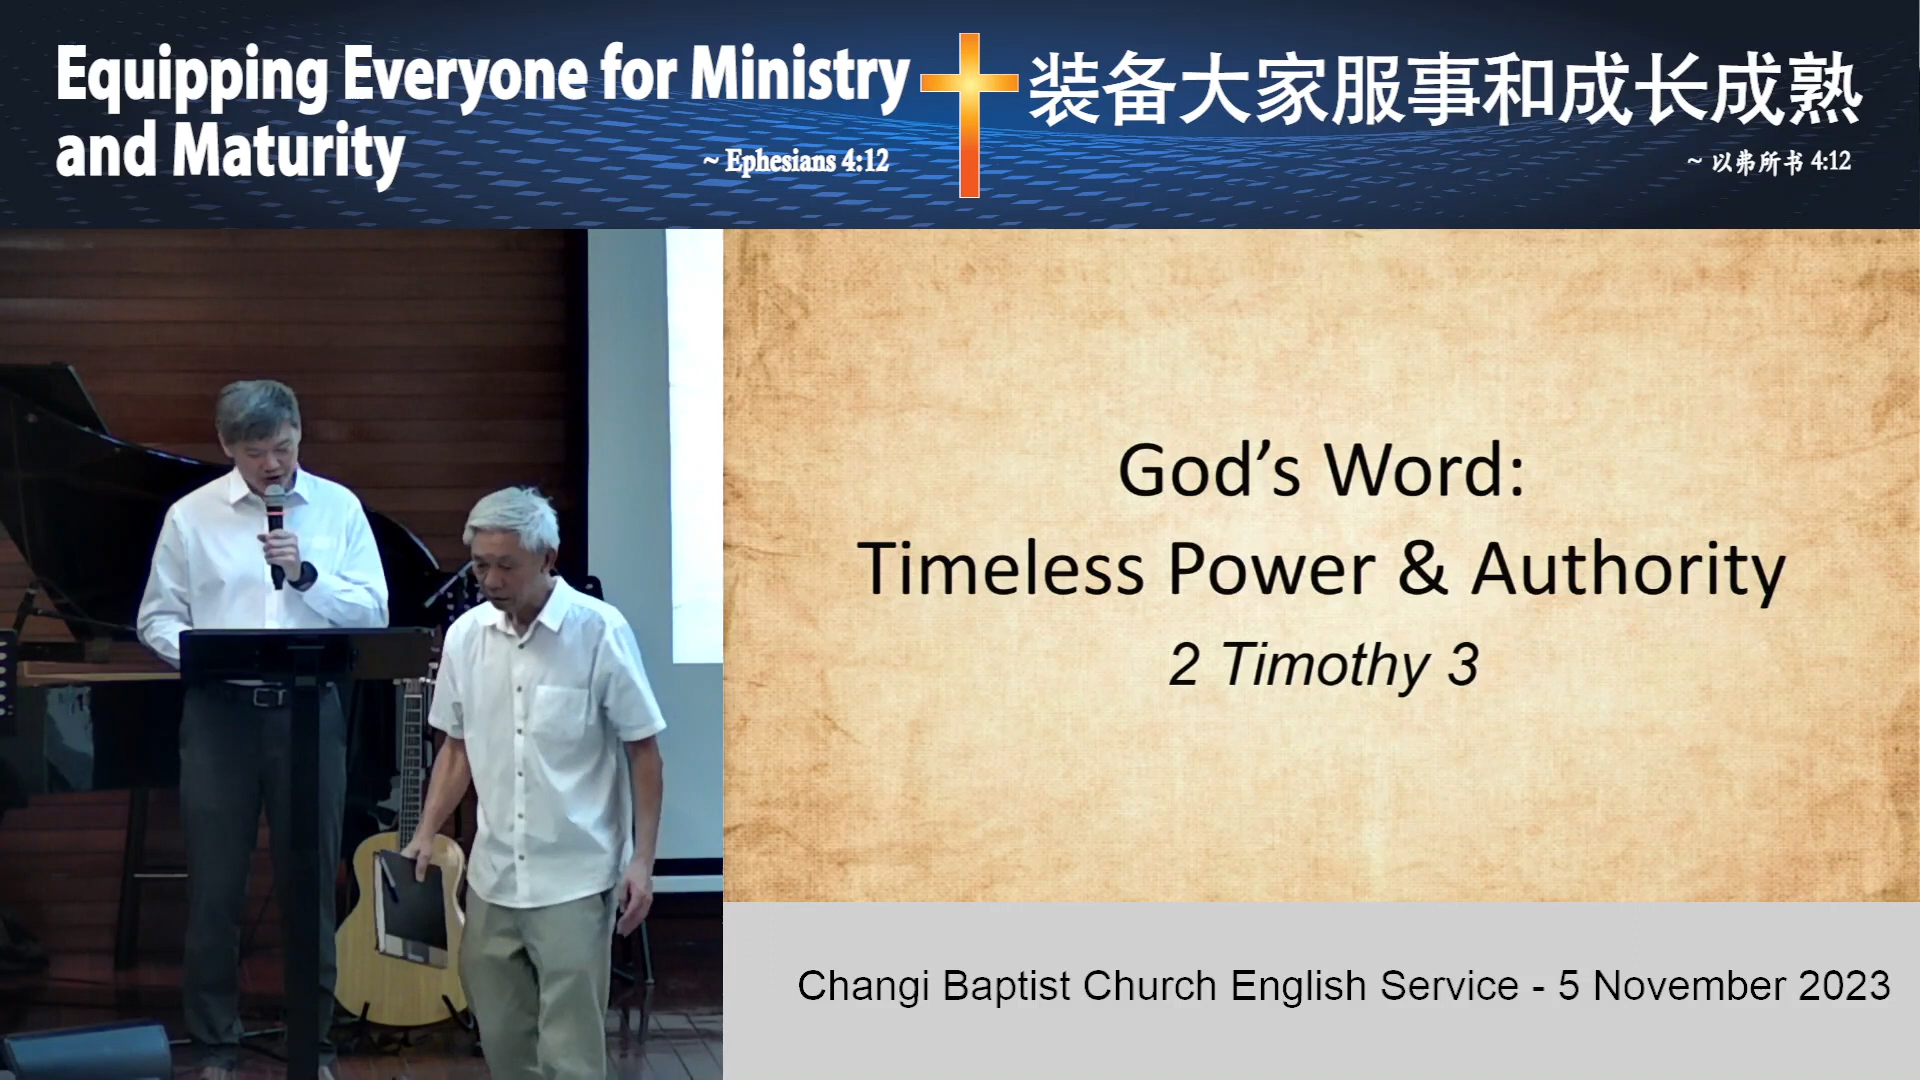 Equipping Everyone for Ministry
and Maturity
~ Ephesians 4:12
装备大家服事和成长成熟
~ 以弗所书 4:12
God's Word:
Timeless Power & Authority
2 Timothy 3
Changi Baptist Church English Service - 5 November 2023